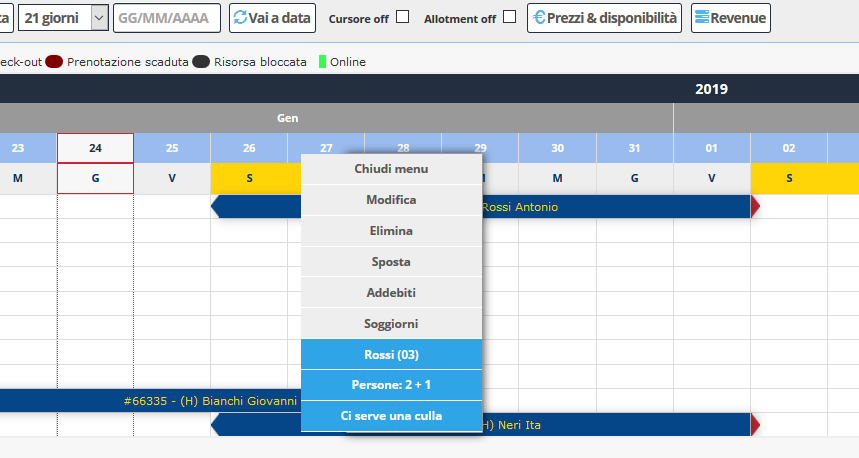 21 giorni GG/MM/AAAA Vai a data Cursore off Allotment off €Prezzi & disponibilità Revenue
eck-out Prenotazione scaduta Risorsa bloccata Online
2019
Gen
23 24 25 26 27 28 29 30 31 01 02
M G V S M G V S
Chiudi menu
Modifica
Rossi Antonio
Elimina
Sposta
Addebiti
Soggiorni
Rossi (03)
Persone: 2 + 1
#66335 - (H) Bianchi Giovanni
Ci serve una culla
H) Neri Ita